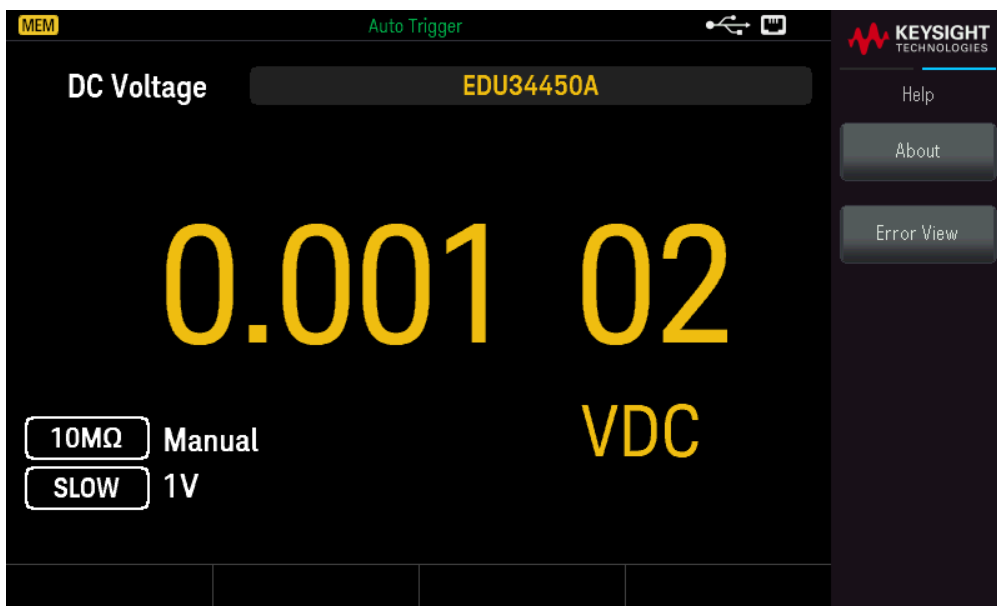 MEM
Auto Trigger
KEYSIGHT
TECHNOLOGIES
DC Voltage
EDU34450A
Help
About
Error View
0.001 02
VDC
10MΩ Manual
SLOW 1V